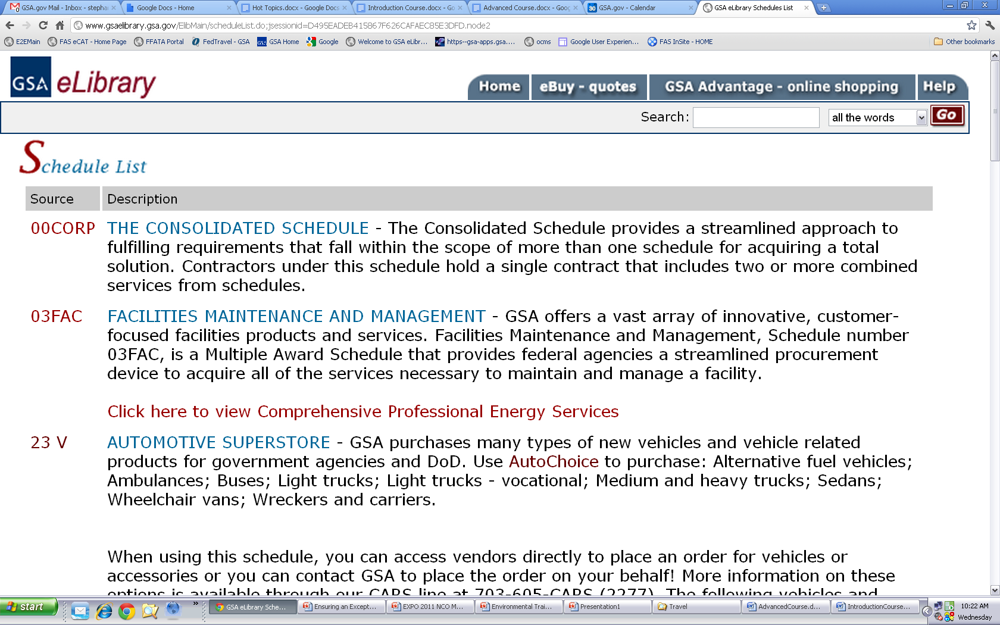 GSA.gov Mail - Inbox - stepha
Google Docs - Home
Hot Topics.docx - Google Docs
Introduction Course.docx - Go
Advanced Course.docx - Goog
30 GSA.gov - Calendar
GSA eLibrary Schedules List
www.gsaelibrary.gsa.gov/ElibMain/scheduleList.do;jsessionid=D495EADEB415867F626CAFAEC85E3DFD.node2
E2EMain
FAS eCAT - Home Page
FFATA Portal
FedTravel - GSA
GSA GSA Home
Google
Welcome to GSA eLibr...
https--gsa-apps.gsa....
ocms
Google User Experien...
FAS InSite - HOME
Other bookmarks
GSA eLibrary
Home
eBuy - quotes
GSA Advantage - online shopping
Help
Search:
all the words
Go
Schedule List
Source Description
00CORP THE CONSOLIDATED SCHEDULE - The Consolidated Schedule provides a streamlined approach to
fulfilling requirements that fall within the scope of more than one schedule for acquiring a total
solution. Contractors under this schedule hold a single contract that includes two or more combined
services from schedules.
03FAC FACILITIES MAINTENANCE AND MANAGEMENT - GSA offers a vast array of innovative, customer-
focused facilities products and services. Facilities Maintenance and Management, Schedule number
03FAC, is a Multiple Award Schedule that provides federal agencies a streamlined procurement
device to acquire all of the services necessary to maintain and manage a facility.
Click here to view Comprehensive Professional Energy Services
23 V AUTOMOTIVE SUPERSTORE - GSA purchases many types of new vehicles and vehicle related
products for government agencies and DoD. Use AutoChoice to purchase: Alternative fuel vehicles;
Ambulances; Buses; Light trucks; Light trucks - vocational; Medium and heavy trucks; Sedans;
Wheelchair vans; Wreckers and carriers.
When using this schedule, you can access vendors directly to place an order for vehicles or
accessories or you can contact GSA to place the order on your behalf! More information on these
options is available through our CARS line at 703-605-CARS (2277). The following vehicles and
start
GSA eLibrary Sche...
Ensuring an Except...
EXPO 2011 NCO M...
Environmental Trai...
Presentation1
Travel
AdvancedCourse.d...
IntroductionCourse...
10:22 AM
Wednesday